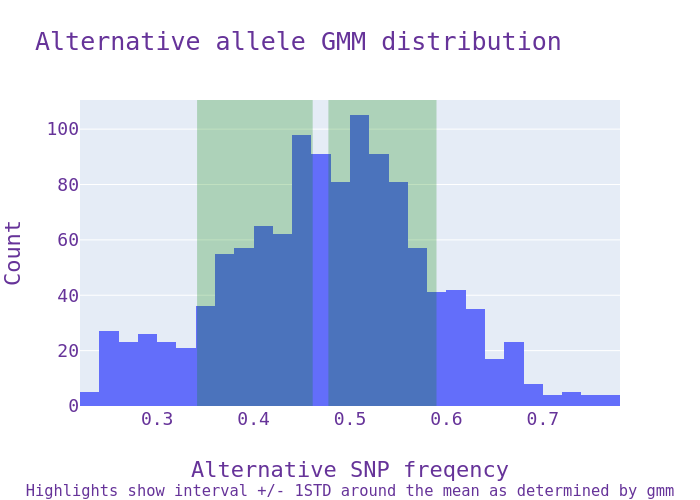 Alternative allele GMM distribution
100
80
60
40
20
0
Count
0.3 0.4 0.5 0.6 0.7
Alternative SNP freqency
Highlights show interval +/- 1STD around the mean as determined by gmm